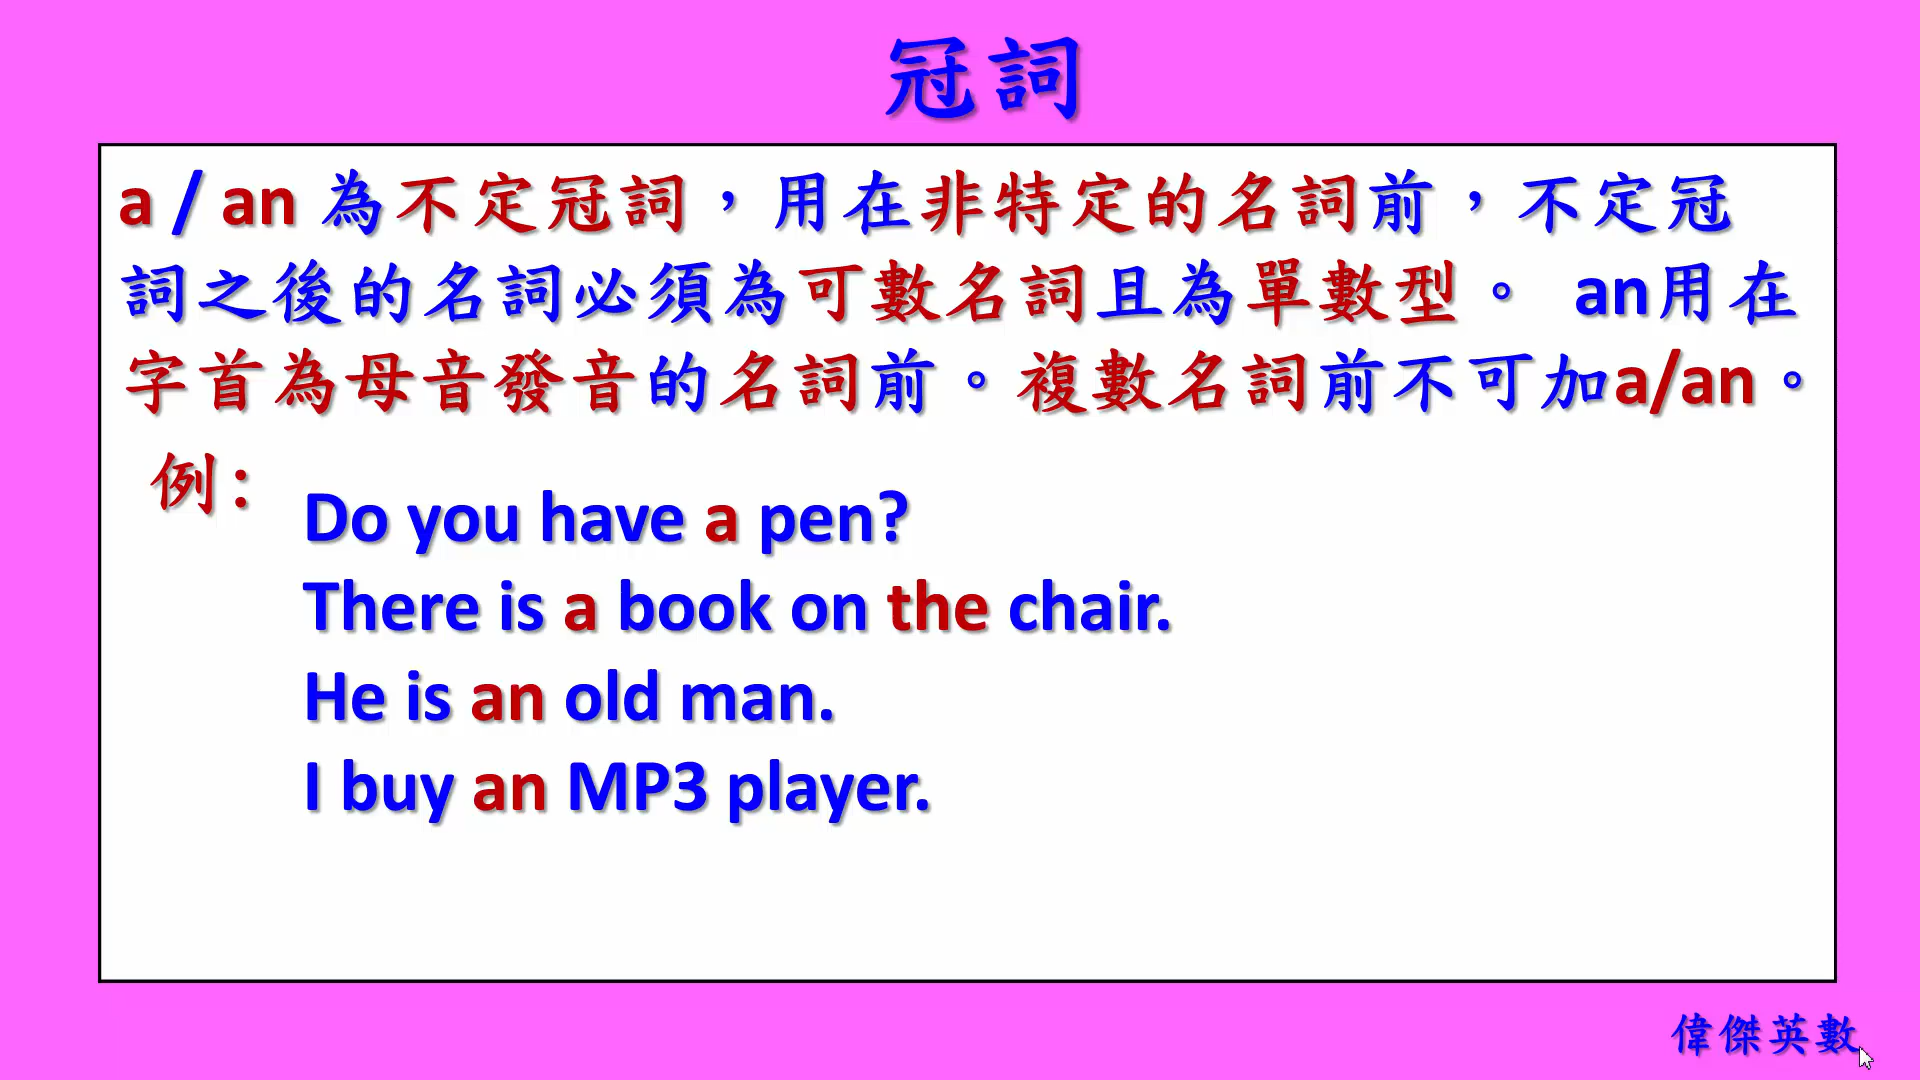 冠詞
a / an 為不定冠詞，用在非特定的名詞前，不定冠
詞之後的名詞必須為可數名詞且為單數型。 an用在
字首為母音發音的名詞前。複數名詞前不可加a/an。
例:
Do you have a pen?
There is a book on the chair.
He is an old man.
I buy an MP3 player.
偉傑英數